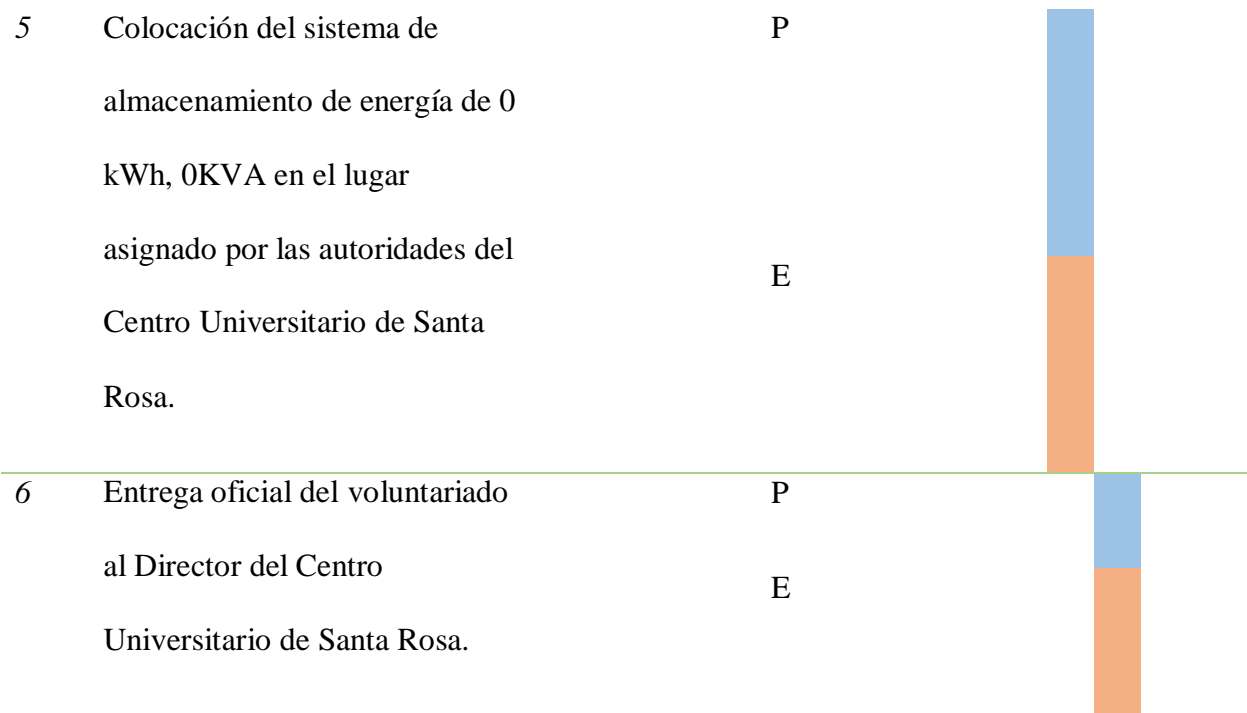 5 Colocación del sistema de P
almacenamiento de energía de 0
kWh, 0KVA en el lugar
asignado por las autoridades del
E
Centro Universitario de Santa
Rosa.
6 Entrega oficial del voluntariado P
al Director del Centro
E
Universitario de Santa Rosa.